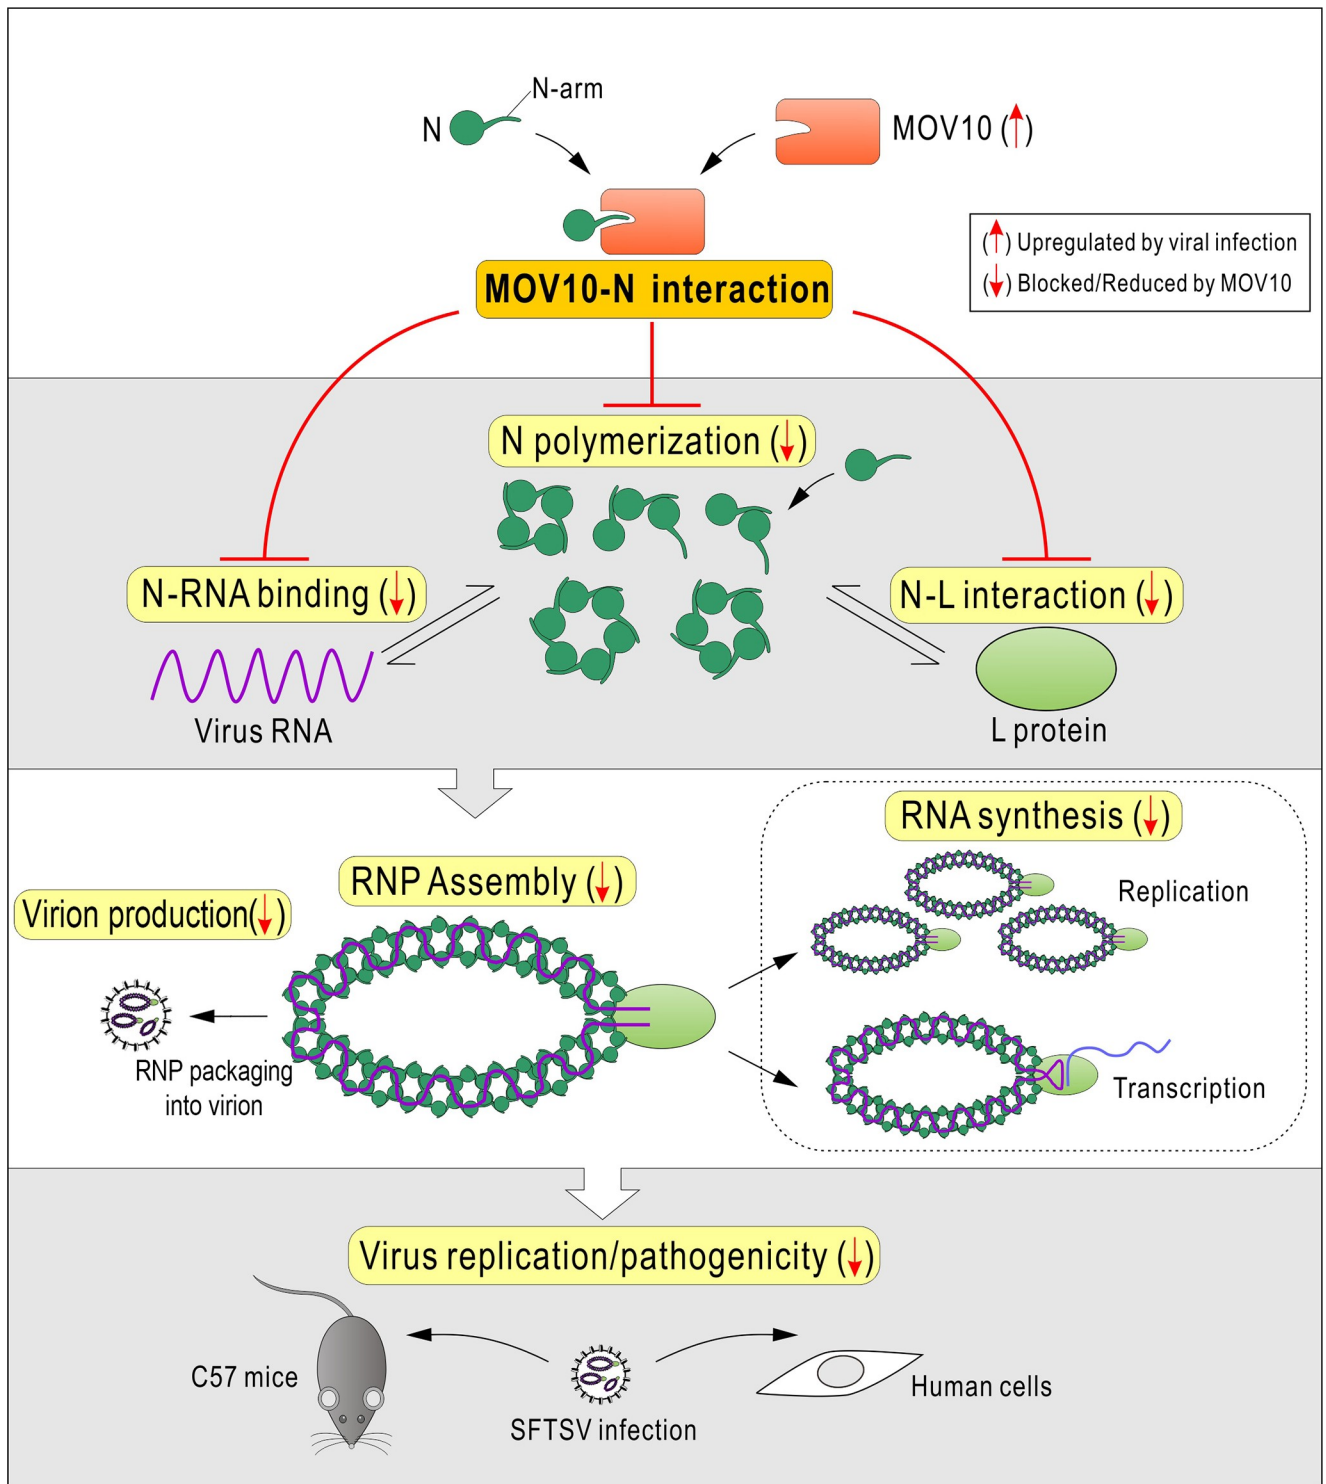 N-arm
N
MOV10 (↑)
(↑) Upregulated by viral infection
(↓) Blocked/Reduced by MOV10
MOV10-N interaction
N polymerization (↓)
N-RNA binding (↓)
N-L interaction (↓)
Virus RNA
L protein
RNA synthesis (↓)
RNP Assembly (↓)
Replication
Virion production(↓)
RNP packaging
into virion
Transcription
Virus replication/pathogenicity (↓)
C57 mice
Human cells
SFTSV infection